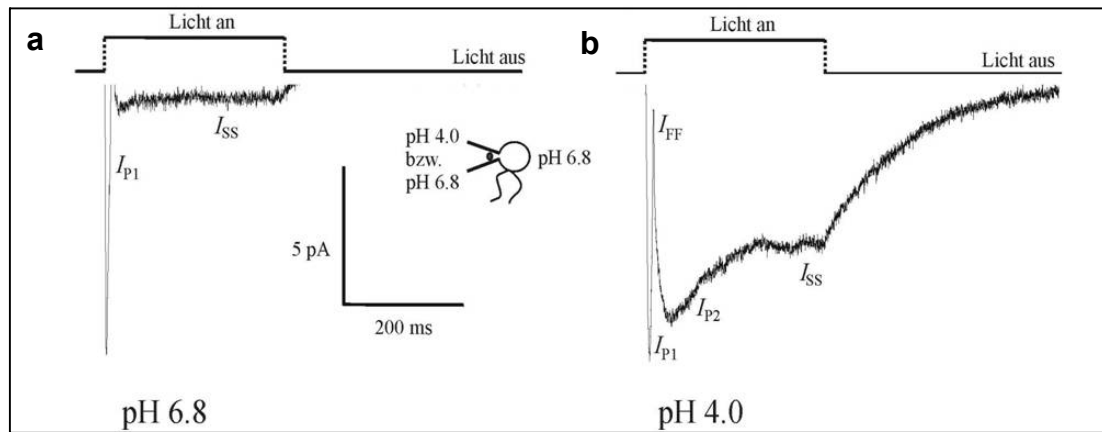 a
Licht an
Licht aus
I_P1
I_SS
5 pA
200 ms
pH 4.0
bzw.
pH 6.8
pH 6.8
pH 6.8
b
Licht an
Licht aus
I_FF
I_P1
I_P2
I_SS
pH 4.0